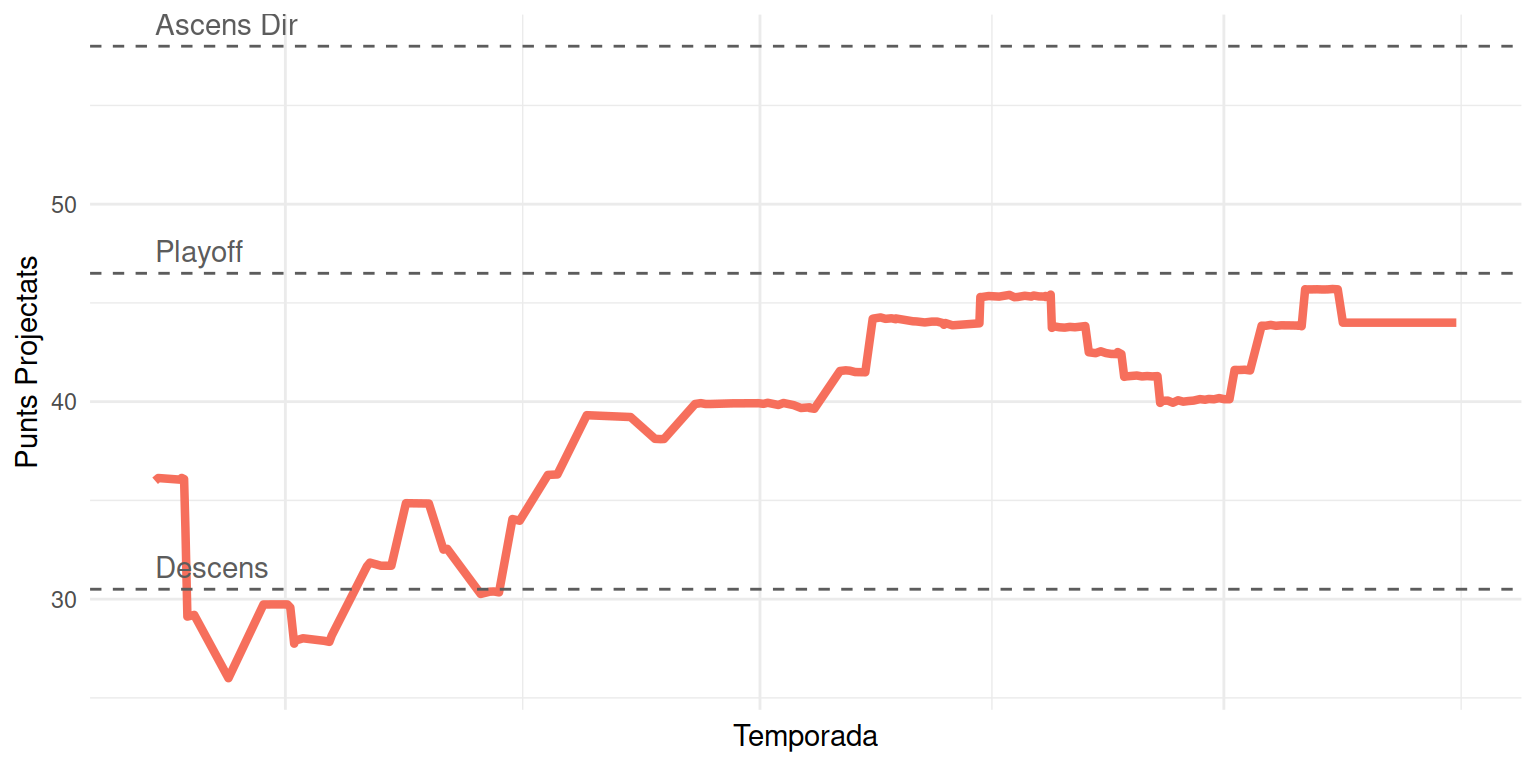 Ascens Dir
50
Playoff
Punts Projectats
40
Descens
30
Temporada